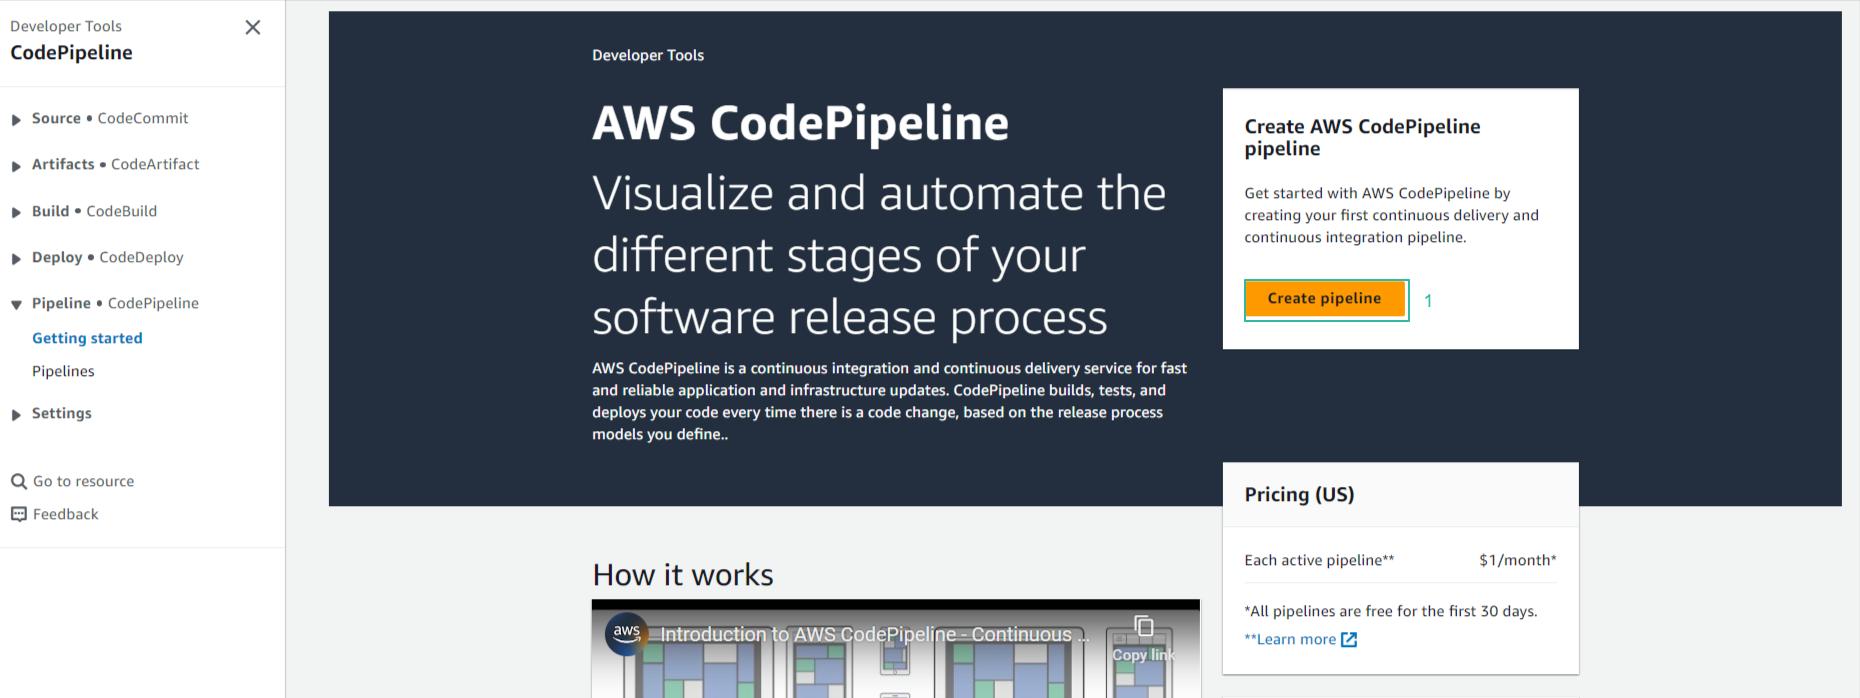 Developer Tools
CodePipeline
Source • CodeCommit
Artifacts • CodeArtifact
Build • CodeBuild
Deploy • CodeDeploy
Pipeline • CodePipeline
Getting started
Pipelines
Settings
Go to resource
Feedback
Developer Tools
AWS CodePipeline
Visualize and automate the
different stages of your
software release process
AWS CodePipeline is a continuous integration and continuous delivery service for fast
and reliable application and infrastructure updates. CodePipeline builds, tests, and
deploys your code every time there is a code change, based on the release process
models you define..
Create AWS CodePipeline
pipeline
Get started with AWS CodePipeline by
creating your first continuous delivery and
continuous integration pipeline.
Create pipeline 1
Pricing (US)
Each active pipeline** $1/month*
*All pipelines are free for the first 30 days.
**Learn more
How it works
aws Introduction to AWS CodePipeline - Continuous ...
Copy link